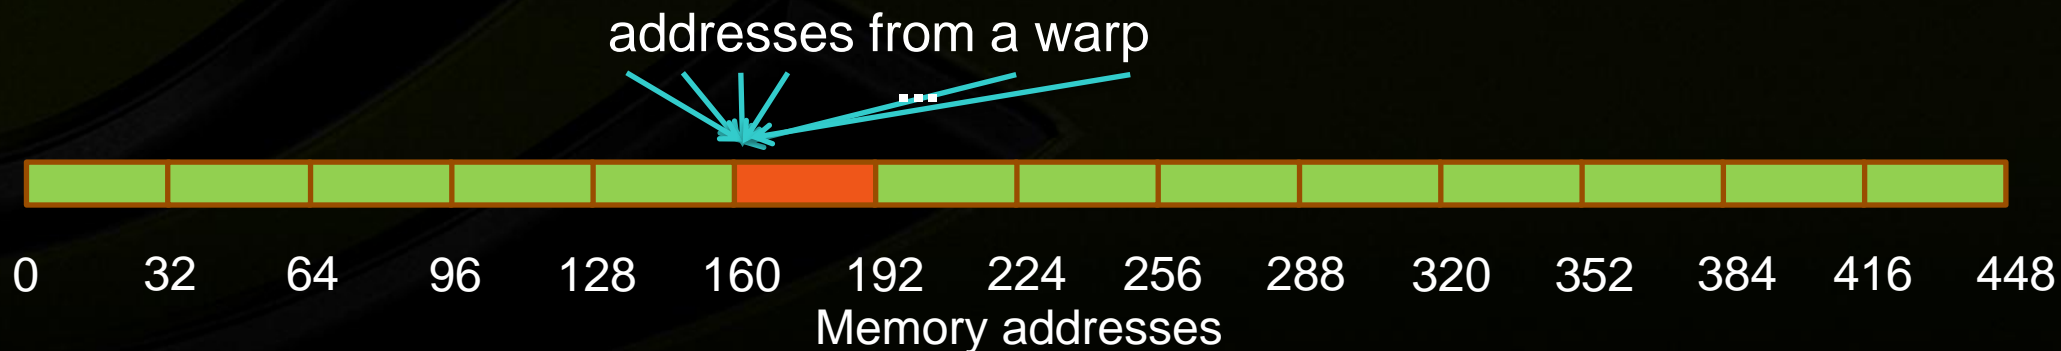 addresses from a warp
...
0 32 64 96 128 160 192 224 256 288 320 352 384 416 448
Memory addresses